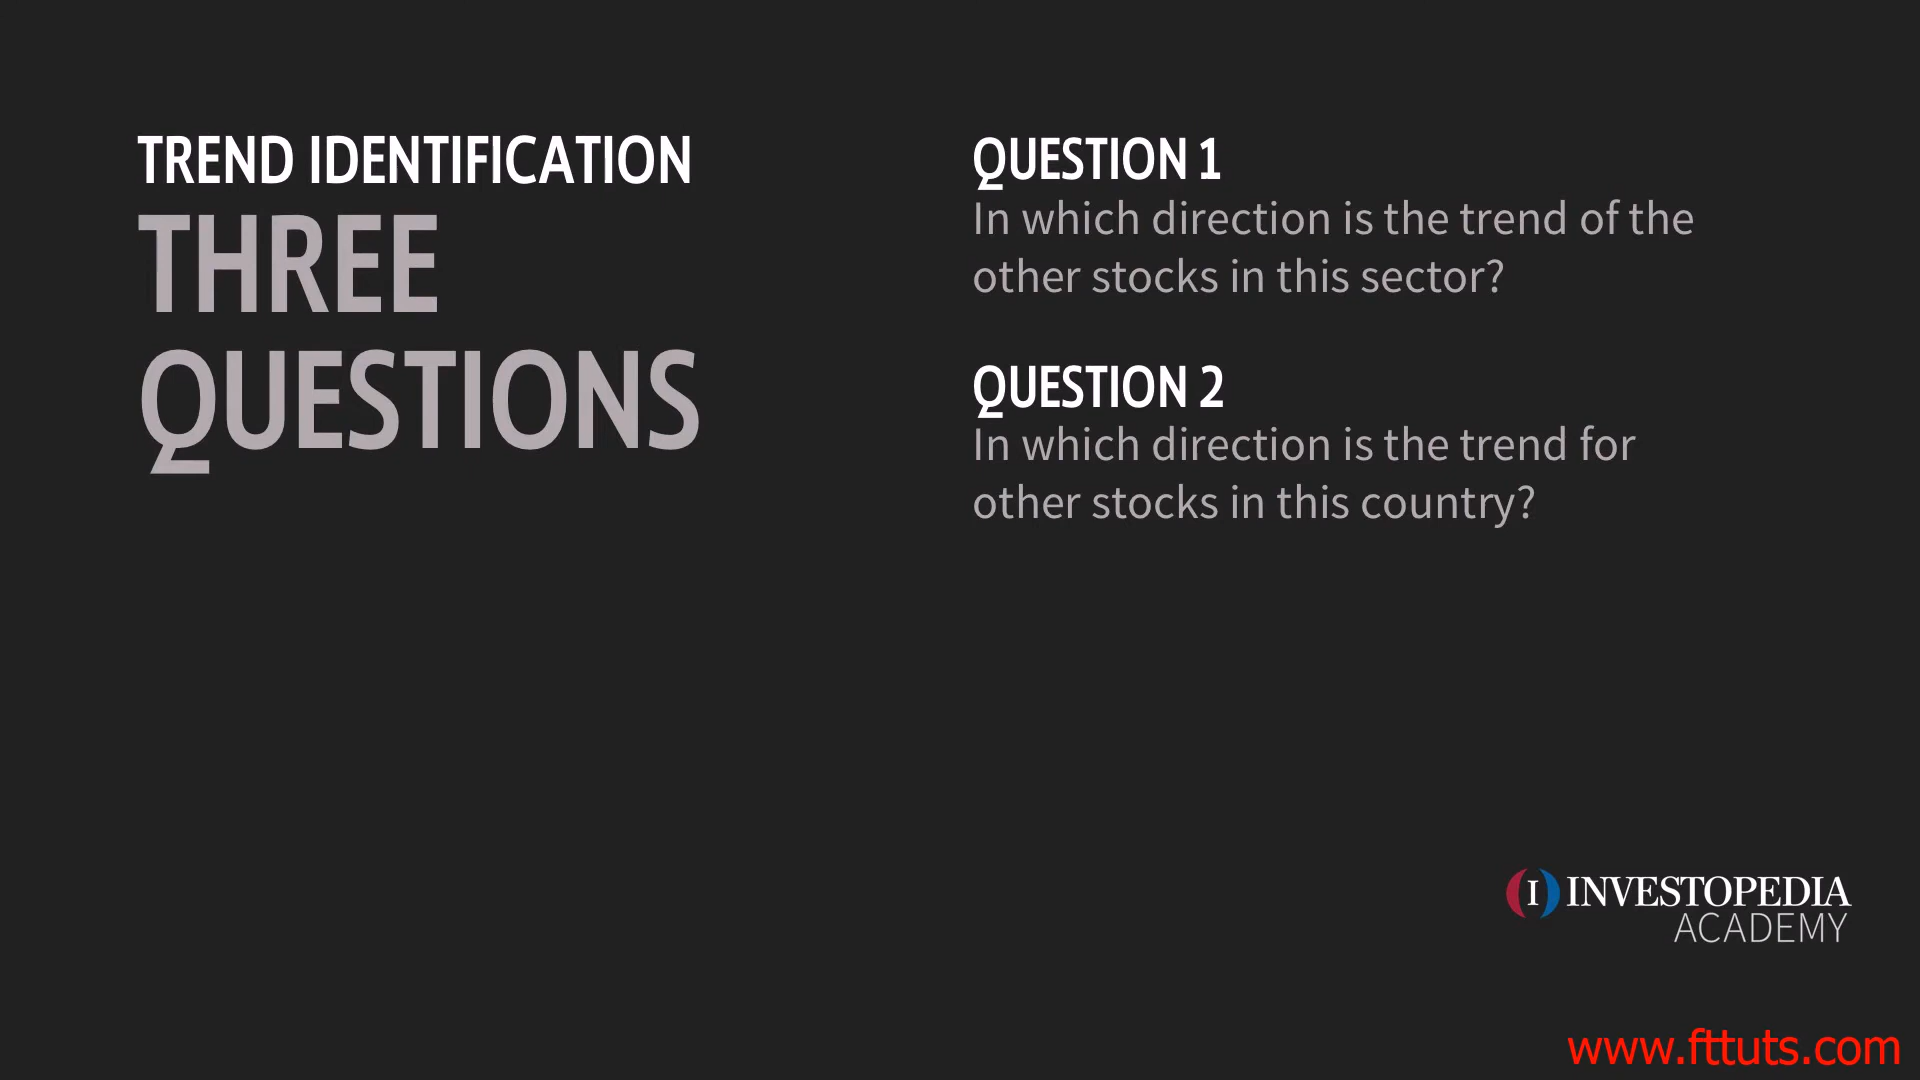 TREND IDENTIFICATION
THREE
QUESTIONS
QUESTION 1
In which direction is the trend of the
other stocks in this sector?
QUESTION 2
In which direction is the trend for
other stocks in this country?
I INVESTOPEDIA
ACADEMY
www.fttuts.com